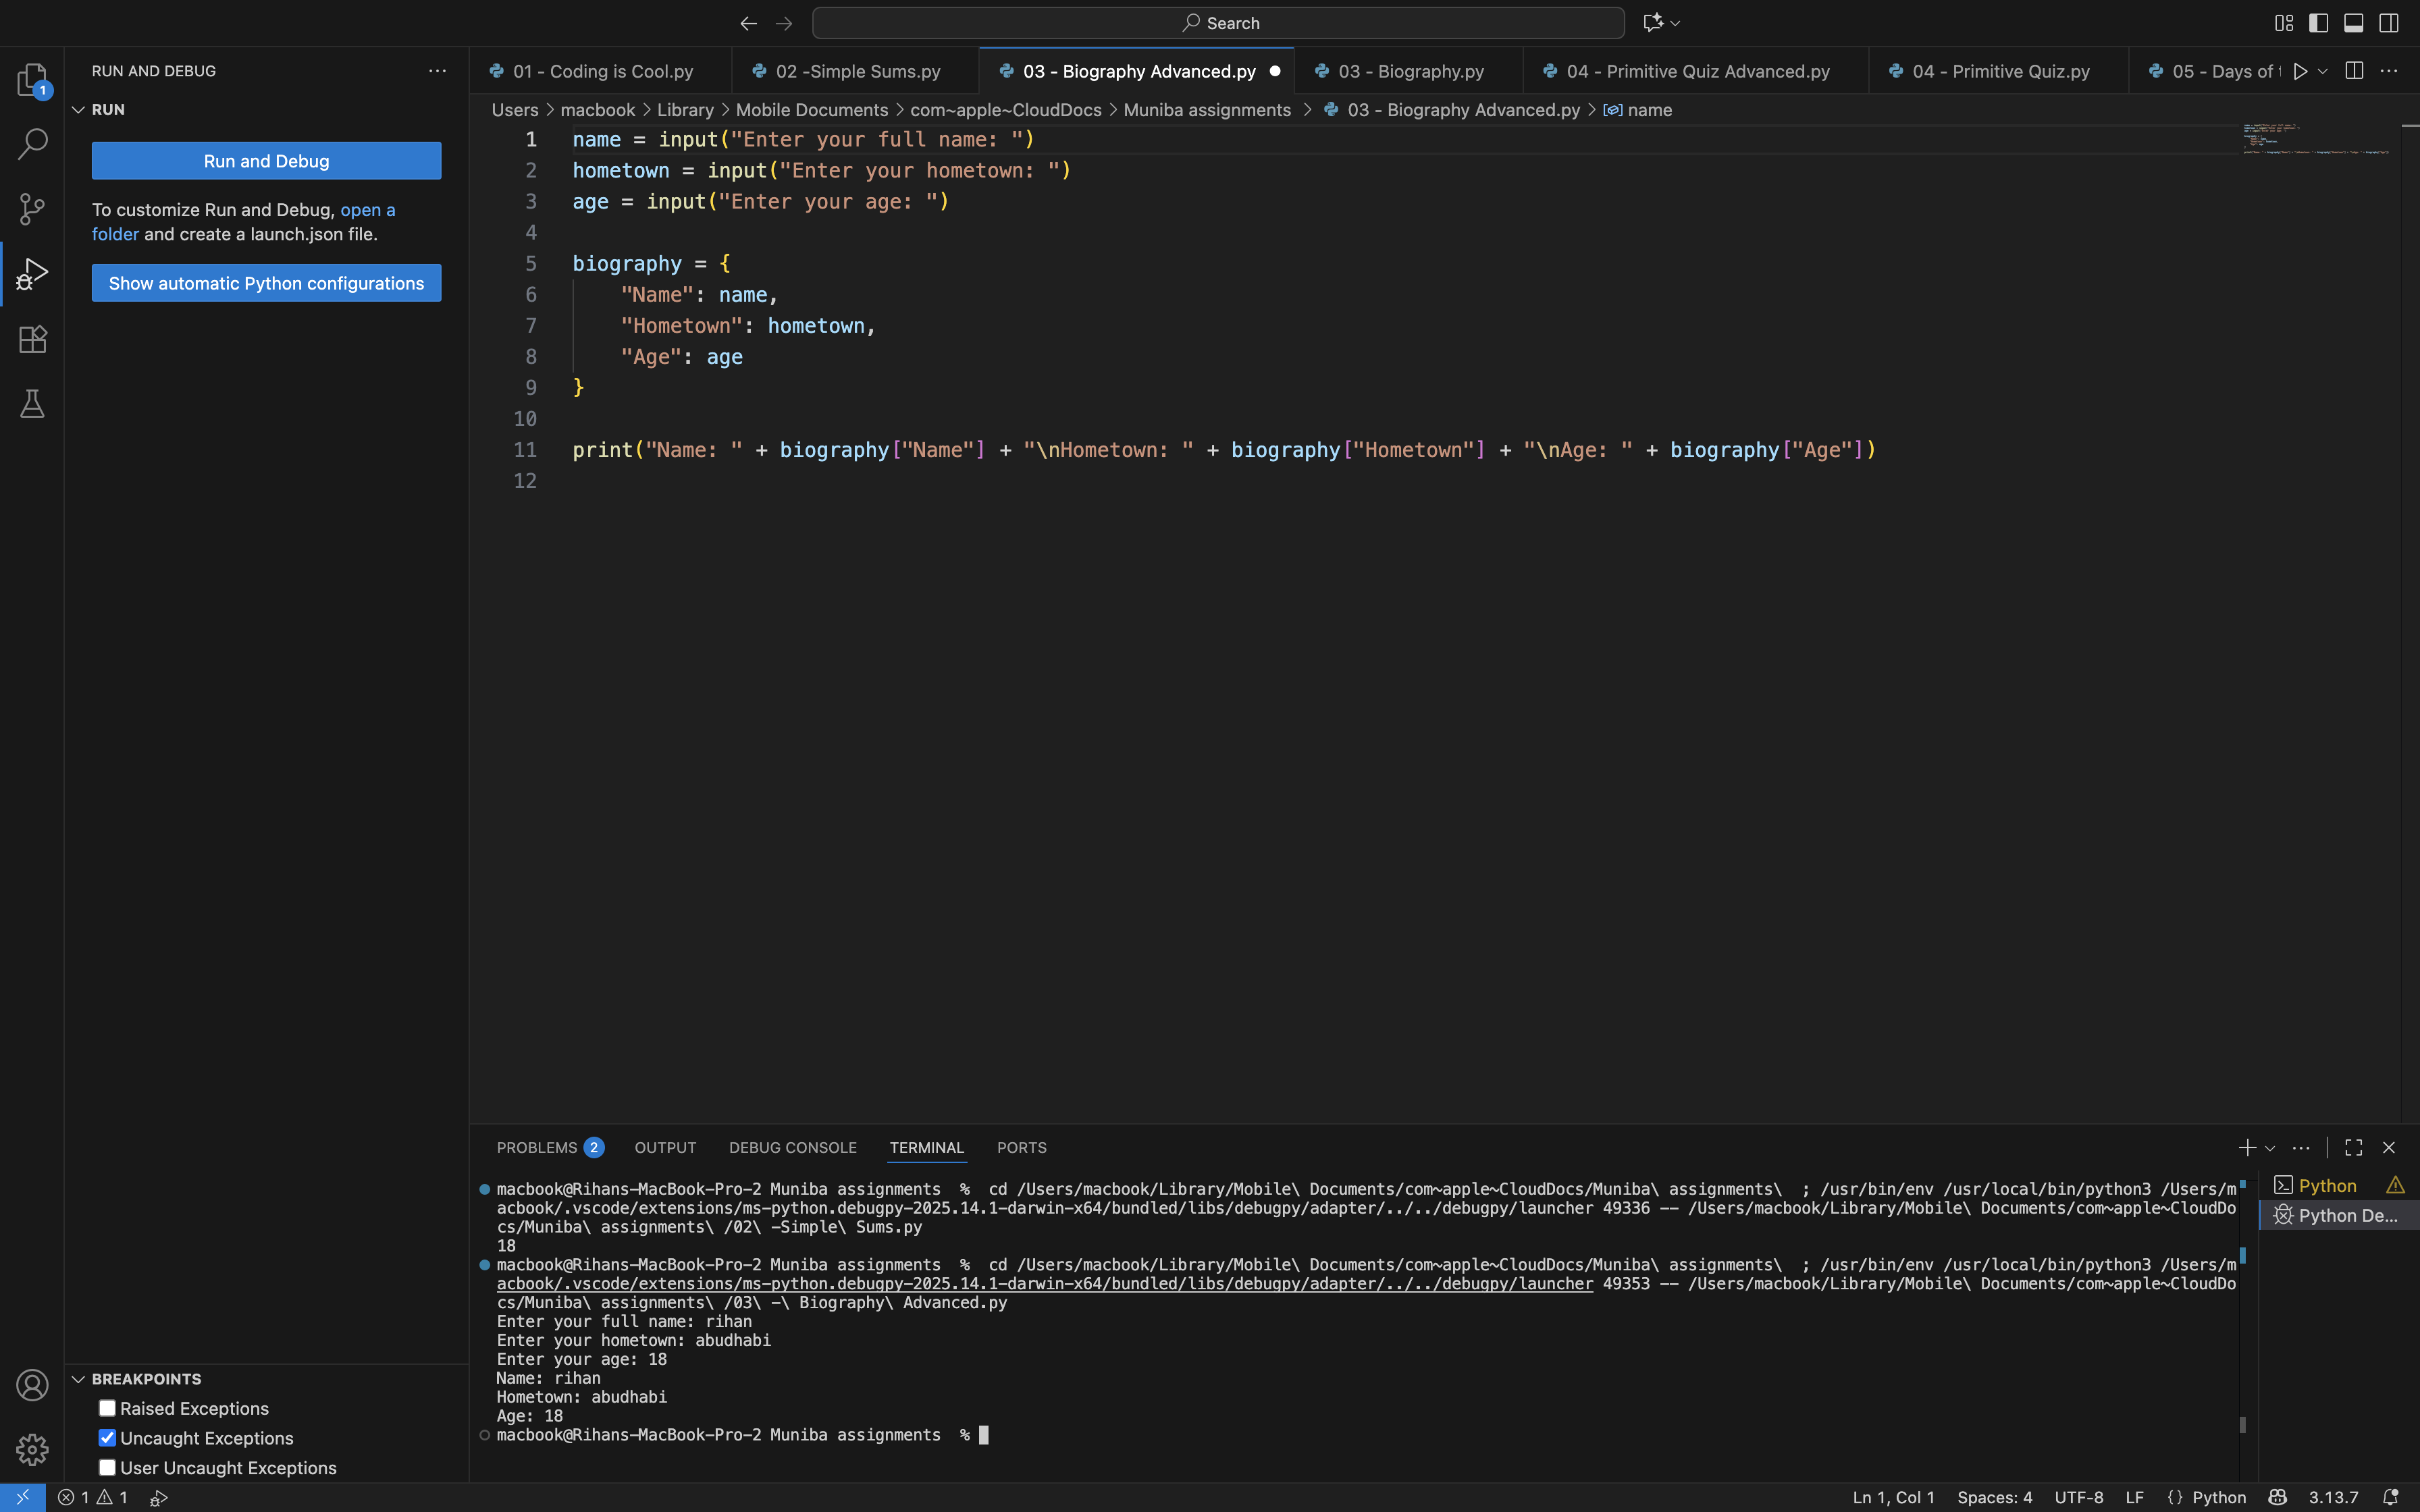 Search
RUN AND DEBUG
RUN
Run and Debug
To customize Run and Debug, open a
folder and create a launch.json file.
Show automatic Python configurations
1
01 - Coding is Cool.py
02 -Simple Sums.py
03 - Biography Advanced.py
03 - Biography.py
04 - Primitive Quiz Advanced.py
04 - Primitive Quiz.py
05 - Days of
Users > macbook > Library > Mobile Documents > com~apple~CloudDocs > Muniba assignments > 03 - Biography Advanced.py > name
1 name = input("Enter your full name: ")
2 hometown = input("Enter your hometown: ")
3 age = input("Enter your age: ")
4
5 biography = {
6 "Name": name,
7 "Hometown": hometown,
8 "Age": age
9 }
10
11 print("Name: " + biography["Name"] + "\nHometown: " + biography["Hometown"] + "\nAge: " + biography["Age"])
12
PROBLEMS 2 OUTPUT DEBUG CONSOLE TERMINAL PORTS
macbook@Rihans-MacBook-Pro-2 Muniba assignments % cd /Users/macbook/Library/Mobile\ Documents/com~apple~CloudDocs/Muniba\ assignments\ ; /usr/bin/env /usr/local/bin/python3 /Users/m
acbook/.vscode/extensions/ms-python.debugpy-2025.14.1-darwin-x64/bundled/libs/debugpy/adapter/../../debugpy/launcher 49336 -- /Users/macbook/Library/Mobile\ Documents/com~apple~CloudDo
cs/Muniba\ assignments\ /02\ -Simple\ Sums.py
18
macbook@Rihans-MacBook-Pro-2 Muniba assignments % cd /Users/macbook/Library/Mobile\ Documents/com~apple~CloudDocs/Muniba\ assignments\ ; /usr/bin/env /usr/local/bin/python3 /Users/m
acbook/.vscode/extensions/ms-python.debugpy-2025.14.1-darwin-x64/bundled/libs/debugpy/adapter/../../debugpy/launcher 49353 -- /Users/macbook/Library/Mobile\ Documents/com~apple~CloudDo
cs/Muniba\ assignments\ /03\ -\ Biography\ Advanced.py
Enter your full name: rihan
Enter your hometown: abudhabi
Enter your age: 18
Name: rihan
Hometown: abudhabi
Age: 18
macbook@Rihans-MacBook-Pro-2 Muniba assignments %
Python
Python De...
BREAKPOINTS
Raised Exceptions
Uncaught Exceptions
User Uncaught Exceptions
1 1
Ln 1, Col 1 Spaces: 4 UTF-8 LF {} Python 3.13.7